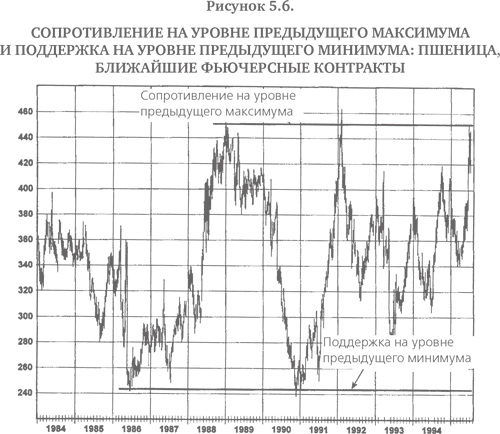 Рисунок 5.6.
СОПРОТИВЛЕНИЕ НА УРОВНЕ ПРЕДЫДУЩЕГО МАКСИМУМА
И ПОДДЕРЖКА НА УРОВНЕ ПРЕДЫДУЩЕГО МИНИМУМА: ПШЕНИЦА,
БЛИЖАЙШИЕ ФЬЮЧЕРСНЫЕ КОНТРАКТЫ
Сопротивление на уровне
предыдущего максимума
460
440
420
400
380
360
340
320
300
280
260
240
Поддержка на уровне
предыдущего минимума
1984 1985 1986 1987 1988 1989 1990 1991 1992 1993 1994